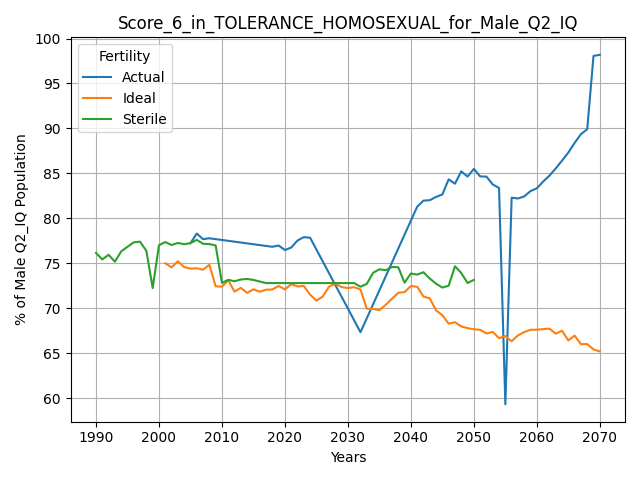 Score_6_in_TOLERANCE_HOMOSEXUAL_for_Male_Q2_IQ
Fertility
Actual
Ideal
Sterile
% of Male Q2_IQ Population
100
95
90
85
80
75
70
65
60
1990 2000 2010 2020 2030 2040 2050 2060 2070
Years